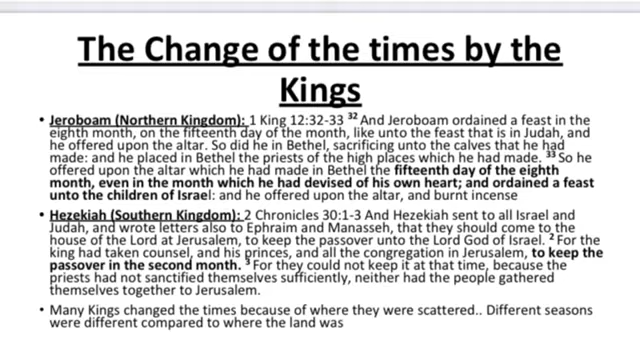 The Change of the times by the
Kings
• Jeroboam (Northern Kingdom): 1 King 12:32-33 ³² And Jeroboam ordained a feast in the
eighth month, on the fifteenth day of the month, like unto the feast that is in Judah, and
he offered upon the altar. So did he in Bethel, sacrificing unto the calves that he had
made: and he placed in Bethel the priests of the high places which he had made. ³³ So he
offered upon the altar which he had made in Bethel the fifteenth day of the eighth
month, even in the month which he had devised of his own heart; and ordained a feast
unto the children of Israel: and he offered upon the altar, and burnt incense
• Hezekiah (Southern Kingdom): 2 Chronicles 30:1-3 And Hezekiah sent to all Israel and
Judah, and wrote letters also to Ephraim and Manasseh, that they should come to the
house of the Lord at Jerusalem, to keep the passover unto the Lord God of Israel. ² For the
king had taken counsel, and his princes, and all the congregation in Jerusalem, to keep the
passover in the second month. ³ For they could not keep it at that time, because the
priests had not sanctified themselves sufficiently, neither had the people gathered
themselves together to Jerusalem.
• Many Kings changed the times because of where they were scattered.. Different seasons
were different compared to where the land was